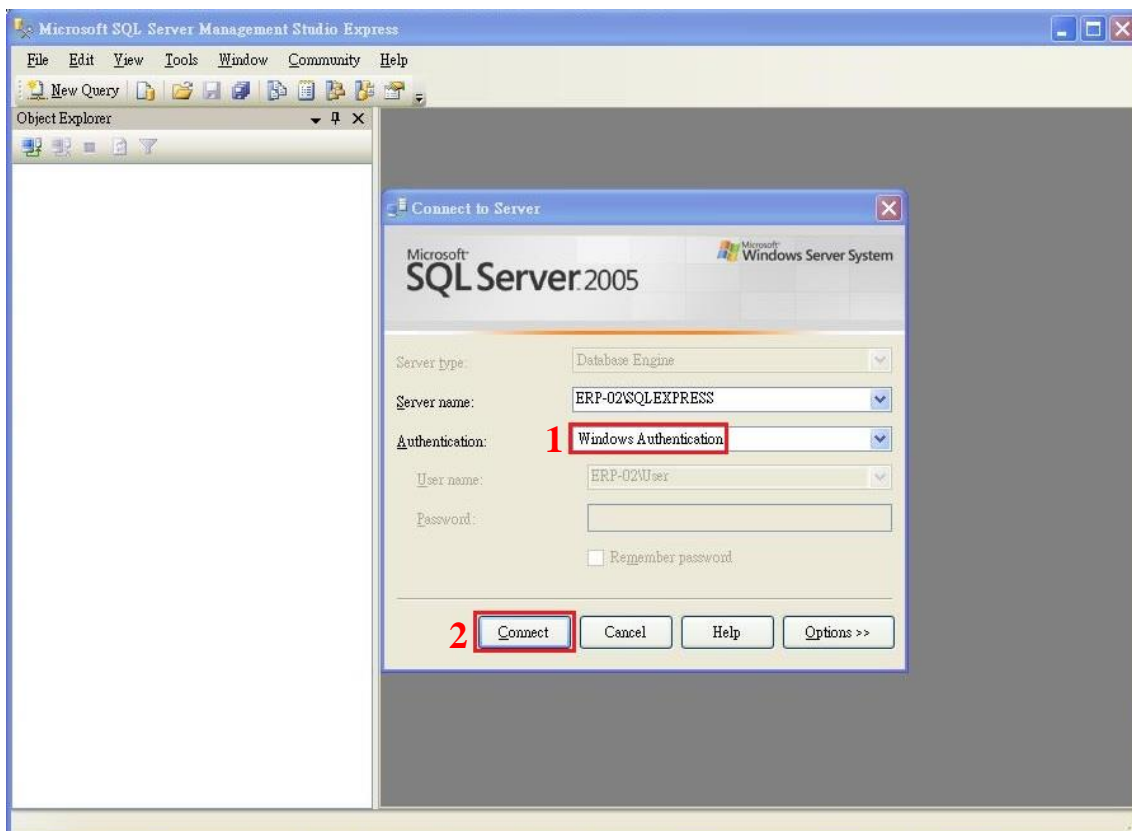 Microsoft SQL Server Management Studio Express
File Edit View Tools Window Community Help
New Query
Object Explorer
Connect to Server
Microsoft
SQL Server 2005
Microsoft
Windows Server System
Server type: Database Engine
Server name: ERP-02\SQLEXPRESS
Authentication: 1 Windows Authentication
User name: ERP-02\User
Password:
Remember password
2 Connect Cancel Help Options >>